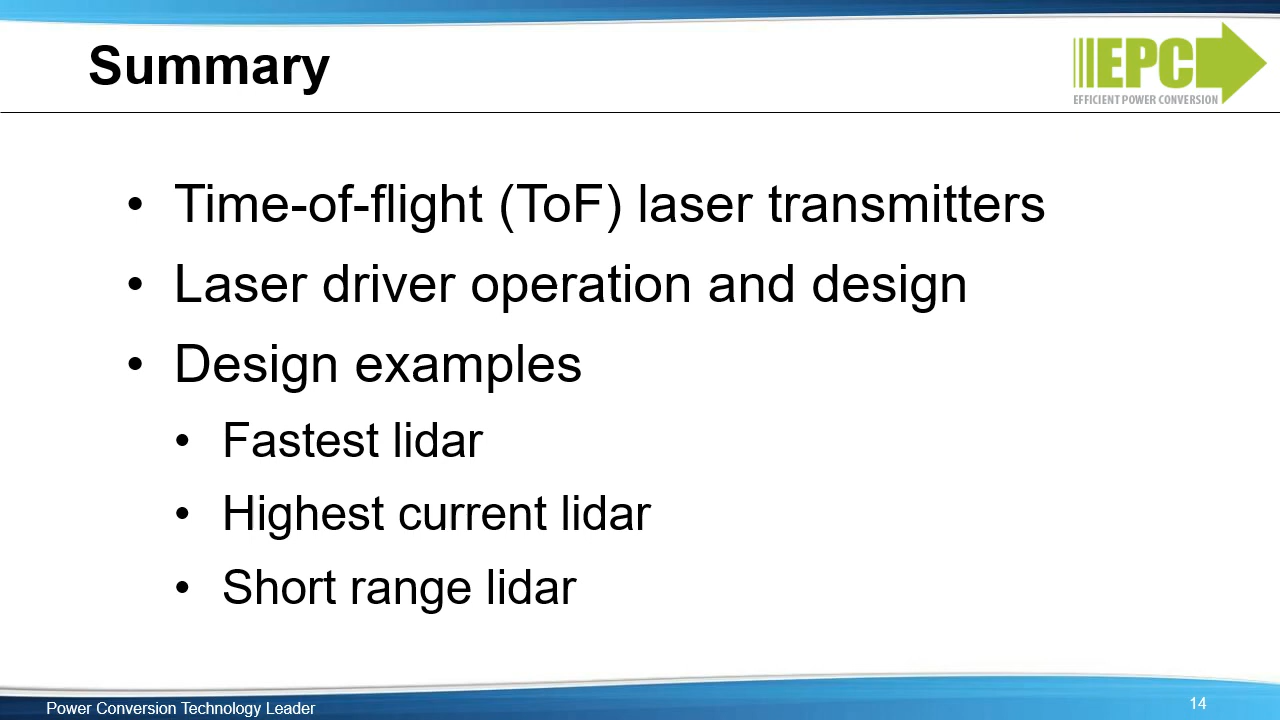 Summary
EPC
EFFICIENT POWER CONVERSION
• Time-of-flight (ToF) laser transmitters
• Laser driver operation and design
• Design examples
• Fastest lidar
• Highest current lidar
• Short range lidar
Power Conversion Technology Leader
14